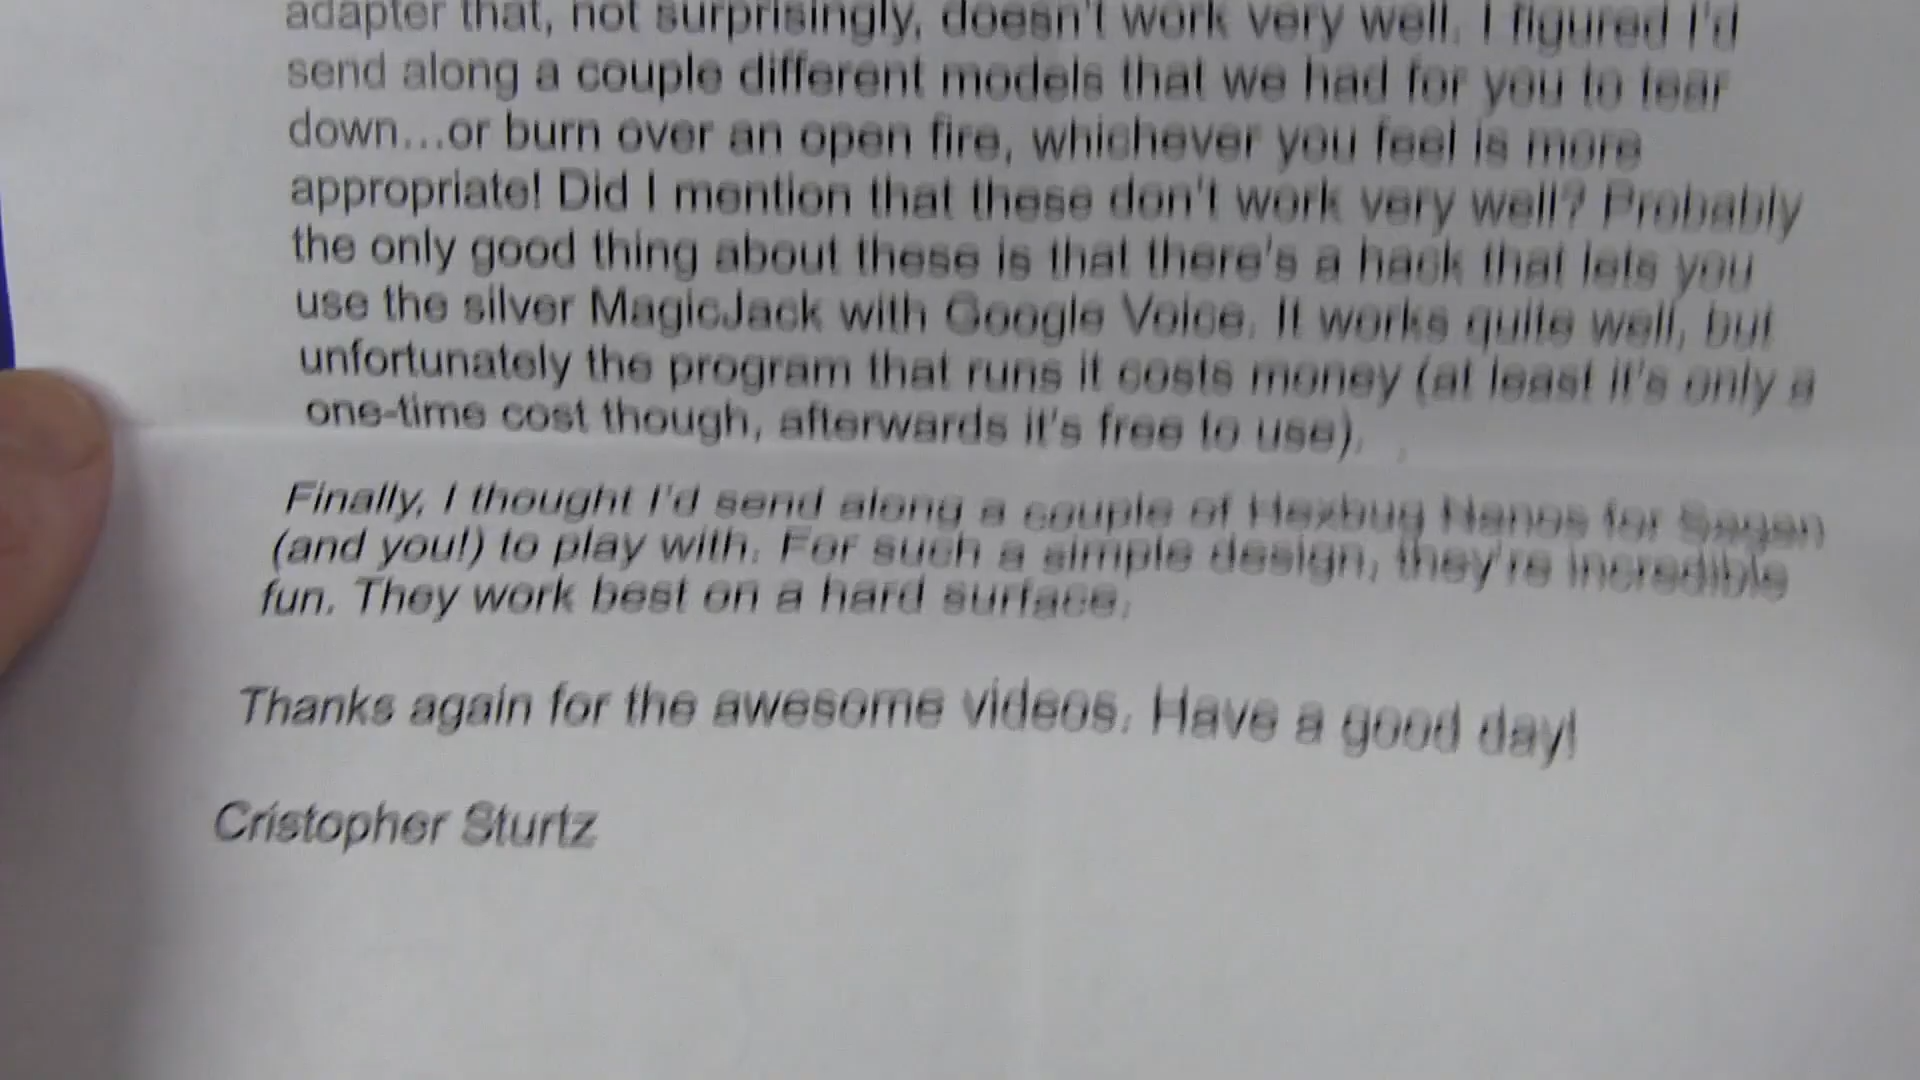 adapter that, not surprisingly, doesn't work very well. I figured I'd
send along a couple different models that we had for you to tear
down...or burn over an open fire, whichever you feel is more
appropriate! Did I mention that these don't work very well? Probably
the only good thing about these is that there's a hack that lets you
use the silver MagicJack with Google Voice. It works quite well, but
unfortunately the program that runs it costs money (at least it's only a
one-time cost though, afterwards it's free to use).
Finally, I thought I'd send along a couple of Hexbug Nanos for Sagan
(and you!) to play with. For such a simple design, they're incredible
fun. They work best on a hard surface.
Thanks again for the awesome videos. Have a good day!
Cristopher Sturtz